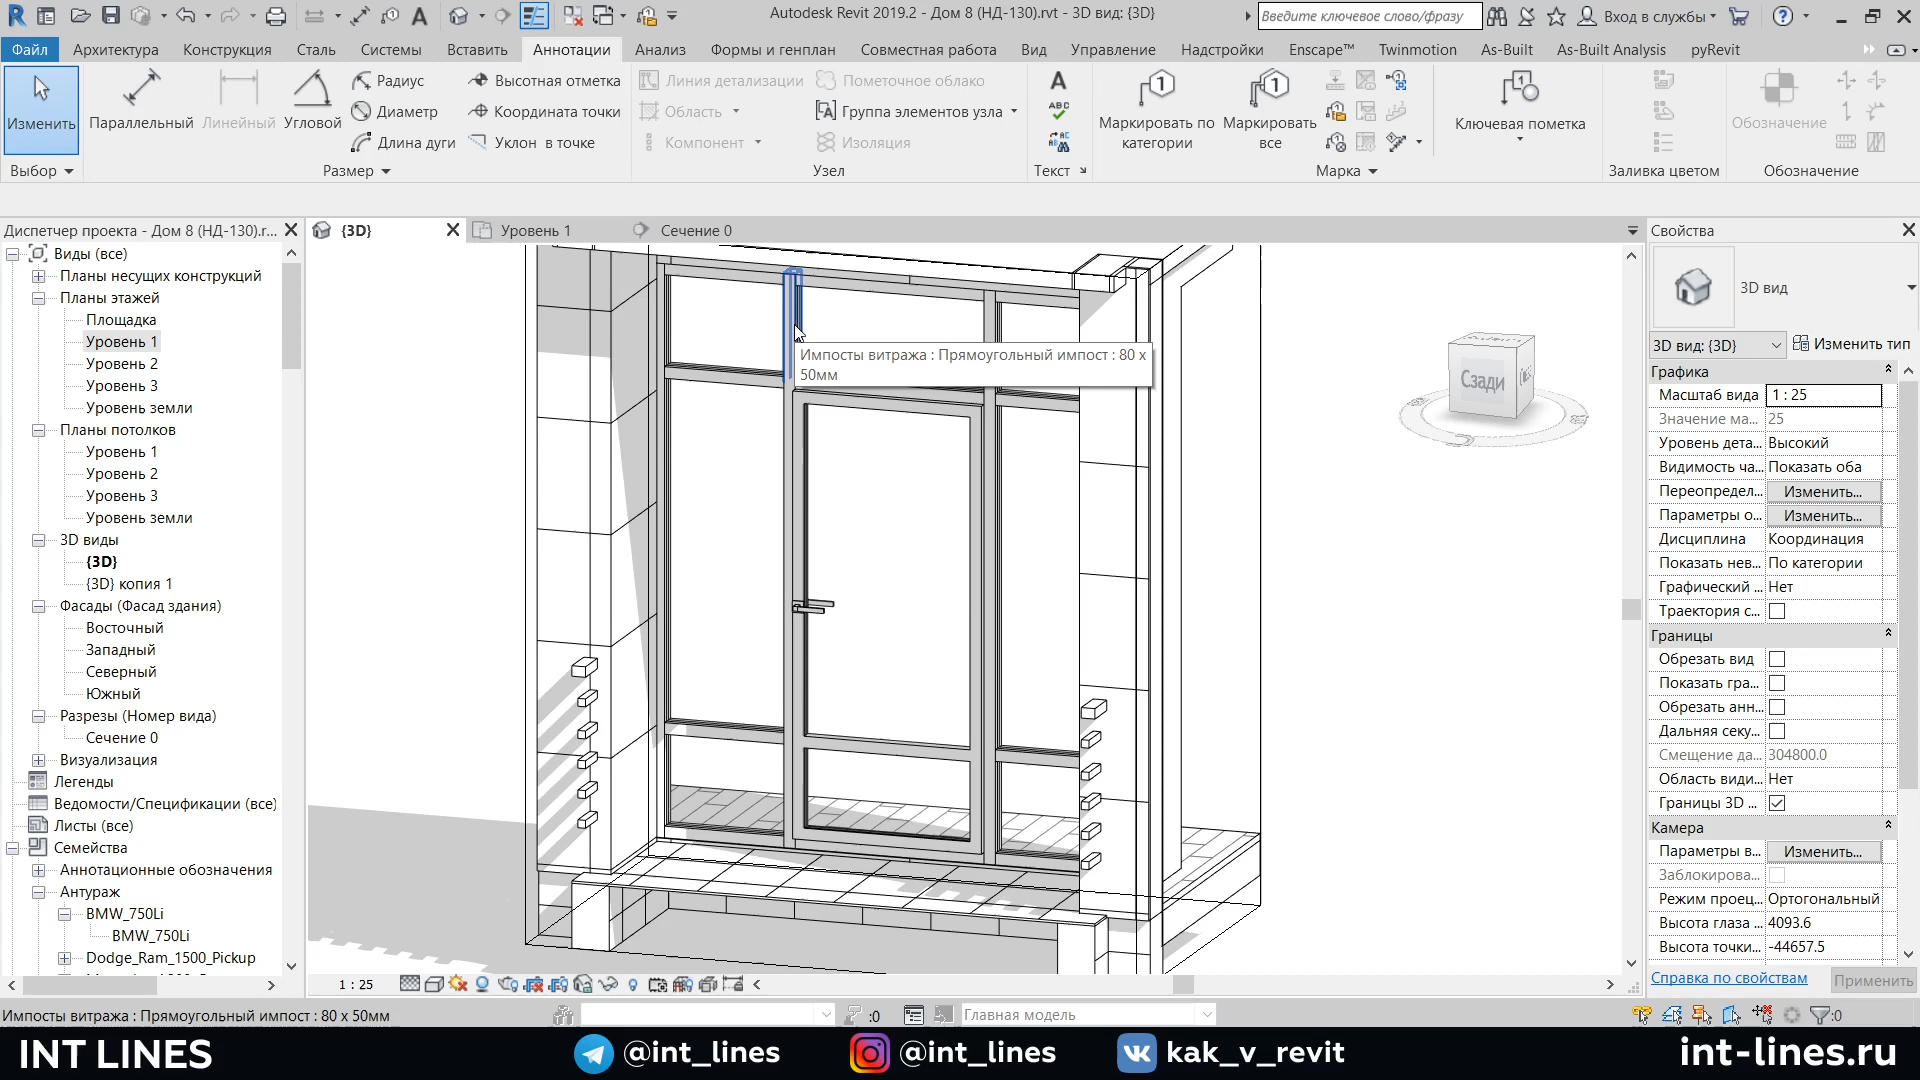 Autodesk Revit 2019.2 - Дом 8 (НД-130).rvt - 3D вид: {3D}
Введите ключевое слово/фразу
Вход в службы
Файл Архитектура Конструкция Сталь Системы Вставить Аннотации Анализ Формы и генплан Совместная работа Вид Управление Надстройки Enscape™ Twinmotion As-Built As-Built Analysis pyRevit
Изменить
Параллельный Линейный Угловой
Радиус
Диаметр
Длина дуги
Высотная отметка
Координата точки
Уклон в точке
Линия детализации
Область
Компонент
Пометочное облако
Группа элементов узла
Изоляция
A
ABC
Маркировать по категории
Маркировать все
Ключевая пометка
Обозначение
Выбор Размер Узел Текст Марка Заливка цветом Обозначение
Диспетчер проекта - Дом 8 (НД-130).r...
{3D} Уровень 1 Сечение 0
Свойства
Виды (все)
Планы несущих конструкций
Планы этажей
Площадка
Уровень 1
Уровень 2
Уровень 3
Уровень земли
Планы потолков
Уровень 1
Уровень 2
Уровень 3
Уровень земли
3D виды
{3D}
{3D} копия 1
Фасады (Фасад здания)
Восточный
Западный
Северный
Южный
Разрезы (Номер вида)
Сечение 0
Визуализация
Легенды
Ведомости/Спецификации (все)
Листы (все)
Семейства
Аннотационные обозначения
Антураж
BMW_750Li
BMW_750Li
Dodge_Ram_1500_Pickup
Импосты витража : Прямоугольный импост : 80 x
50мм
Сзади
3D вид
3D вид: {3D} Изменить тип
Графика
Масштаб вида 1 : 25
Значение ма... 25
Уровень дета... Высокий
Видимость ча... Показать оба
Переопредел... Изменить...
Параметры о... Изменить...
Дисциплина Координация
Показать нев... По категории
Графический ... Нет
Траектория с...
Границы
Обрезать вид
Показать гра...
Обрезать анн...
Дальняя секу...
Смещение да... 304800.0
Область види... Нет
Границы 3D ...
Камера
Параметры в... Изменить...
Заблокирова...
Режим проец... Ортогональный
Высота глаза ... 4093.6
Высота точки... -44657.5
Справка по свойствам Применить
1 : 25
Импосты витража : Прямоугольный импост : 80 x 50мм
:0
Главная модель
:0
INT LINES @int_lines @int_lines kak_v_revit int-lines.ru